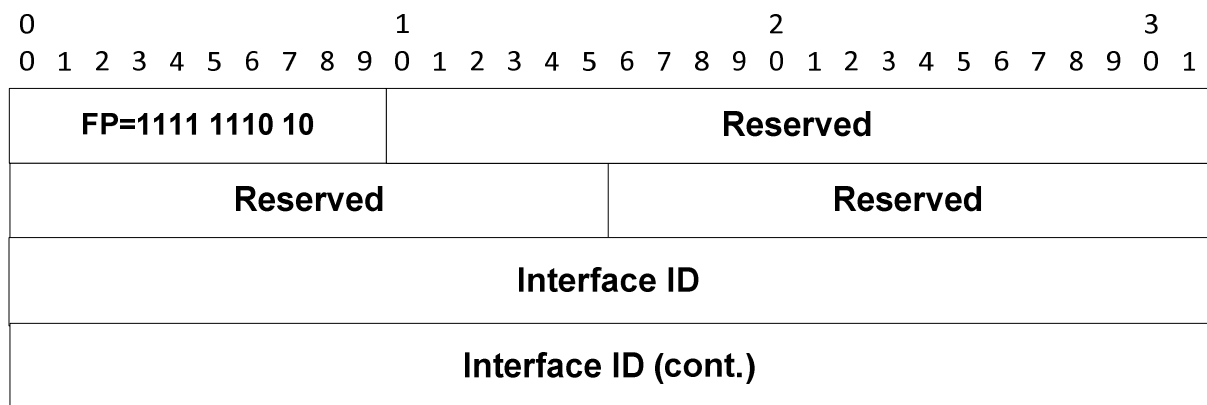 0 1 2 3
0 1 2 3 4 5 6 7 8 9 0 1 2 3 4 5 6 7 8 9 0 1 2 3 4 5 6 7 8 9 0 1
FP=1111 1110 10 Reserved
Reserved Reserved
Interface ID
Interface ID (cont.)